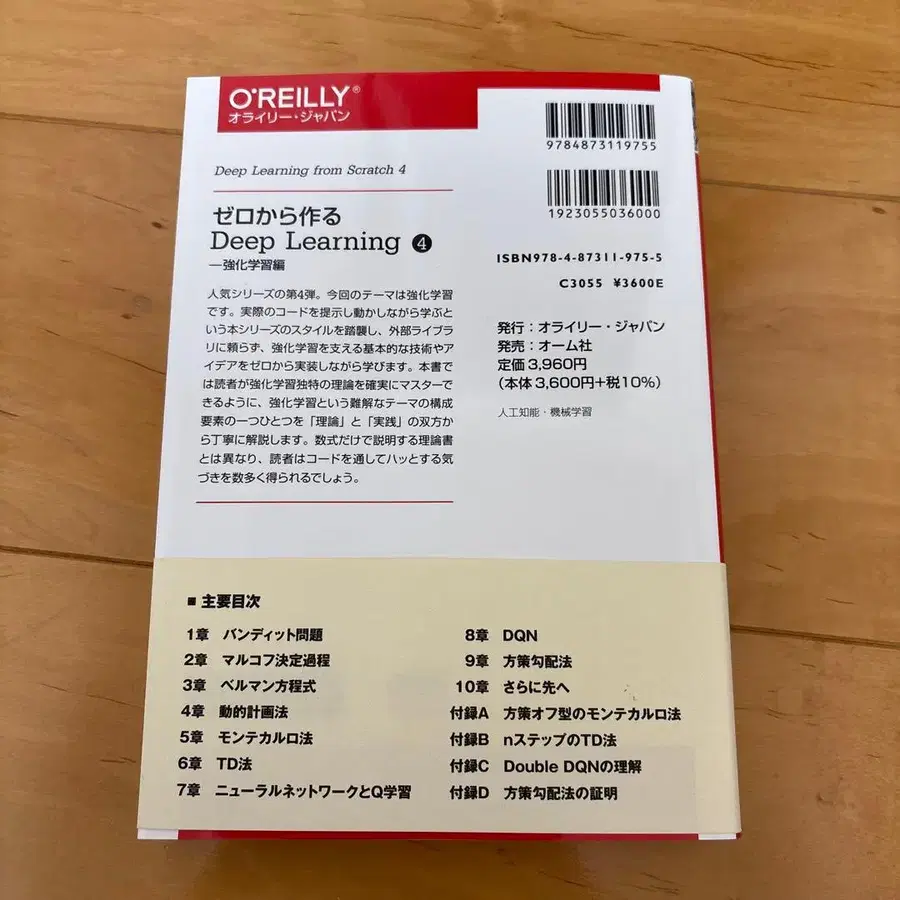 O'REILLY®
オライリー・ジャパン
Deep Learning from Scratch 4
ゼロから作る
Deep Learning ❹
―強化学習編
人気シリーズの第4弾。今回のテーマは強化学習
です。実際のコードを提示し動かしながら学ぶと
いう本シリーズのスタイルを踏襲し、外部ライブラ
リに頼らず、強化学習を支える基本的な技術やア
イデアをゼロから実装しながら学びます。本書で
は読者が強化学習独特の理論を確実にマスターで
きるように、強化学習という難解なテーマの構成
要素の一つひとつを「理論」と「実践」の双方か
ら丁寧に解説します。数式だけで説明する理論書
とは異なり、読者はコードを通してハッとする気
づきを数多く得られるでしょう。
9784873119755
1923055036000
ISBN978-4-87311-975-5
C3055 ¥3600E
発行：オライリー・ジャパン
発売：オーム社
定価3,960円
（本体3,600円+税10%）
人工知能・機械学習
■ 主要目次
1章 バンディット問題
2章 マルコフ決定過程
3章 ベルマン方程式
4章 動的計画法
5章 モンテカルロ法
6章 TD法
7章 ニューラルネットワークとQ学習
8章 DQN
9章 方策勾配法
10章 さらに先へ
付録A 方策オフ型のモンテカルロ法
付録B nステップのTD法
付録C Double DQNの理解
付録D 方策勾配法の証明